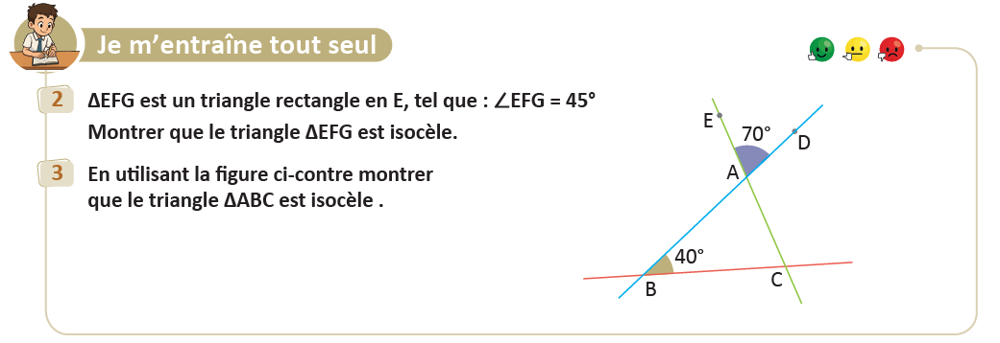 Je m’entraîne tout seul
2 ΔEFG est un triangle rectangle en E, tel que : ∠EFG = 45°
Montrer que le triangle ΔEFG est isocèle.
3 En utilisant la figure ci-contre montrer
que le triangle ΔABC est isocèle .
E
70°
D
A
40°
B
C